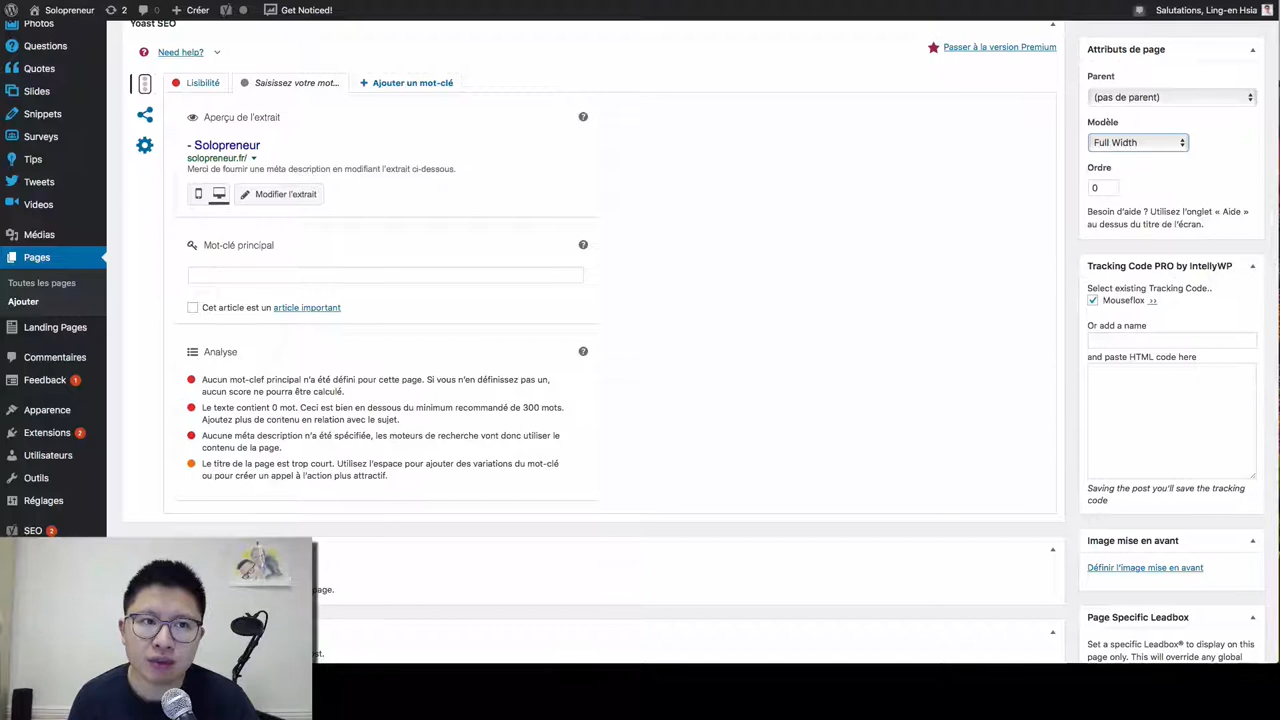 Solopreneur
2
0
Créer
Get Noticed!
Salutations, Ling-en Hsia
Photos
Questions
Quotes
Slides
Snippets
Surveys
Tips
Tweets
Videos
Médias
Pages
Toutes les pages
Ajouter
Landing Pages
Commentaires
Feedback 1
Apparence
Extensions 2
Utilisateurs
Outils
Réglages
SEO 2
Yoast SEO
Need help?
Passer à la version Premium
Lisibilité
Saisissez votre mot...
Ajouter un mot-clé
Aperçu de l'extrait
- Solopreneur
solopreneur.fr/
Merci de fournir une méta description en modifiant l'extrait ci-dessous.
Modifier l'extrait
Mot-clé principal
Cet article est un article important
Analyse
Aucun mot-clef principal n'a été défini pour cette page. Si vous n'en définissez pas un,
aucun score ne pourra être calculé.
Le texte contient 0 mot. Ceci est bien en dessous du minimum recommandé de 300 mots.
Ajoutez plus de contenu en relation avec le sujet.
Aucune méta description n'a été spécifiée, les moteurs de recherche vont donc utiliser le
contenu de la page.
Le titre de la page est trop court. Utilisez l'espace pour ajouter des variations du mot-clé
ou pour créer un appel à l'action plus attractif.
page.
st.
Attributs de page
Parent
(pas de parent)
Modèle
Full Width
Ordre
0
Besoin d'aide ? Utilisez l'onglet « Aide »
au dessus du titre de l'écran.
Tracking Code PRO by IntellyWP
Select existing Tracking Code..
Mouseflox >>
Or add a name
and paste HTML code here
Saving the post you'll save the tracking
code
Image mise en avant
Définir l'image mise en avant
Page Specific Leadbox
Set a specific Leadbox® to display on this
page only. This will override any global